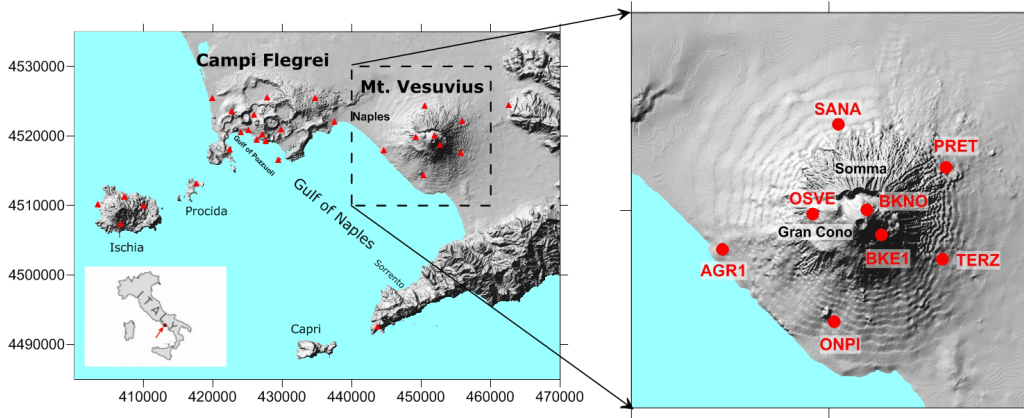 4530000
4520000
4510000
4500000
4490000
410000
420000
430000
440000
450000
460000
470000
Campi Flegrei
Mt. Vesuvius
Naples
Gulf of Pozzuoli
Gulf of Naples
Procida
Ischia
Sorrento
Capri
ITALY
SANA
PRET
Somma
OSVE
BKNO
Gran Cono
BKE1
TERZ
AGR1
ONPI